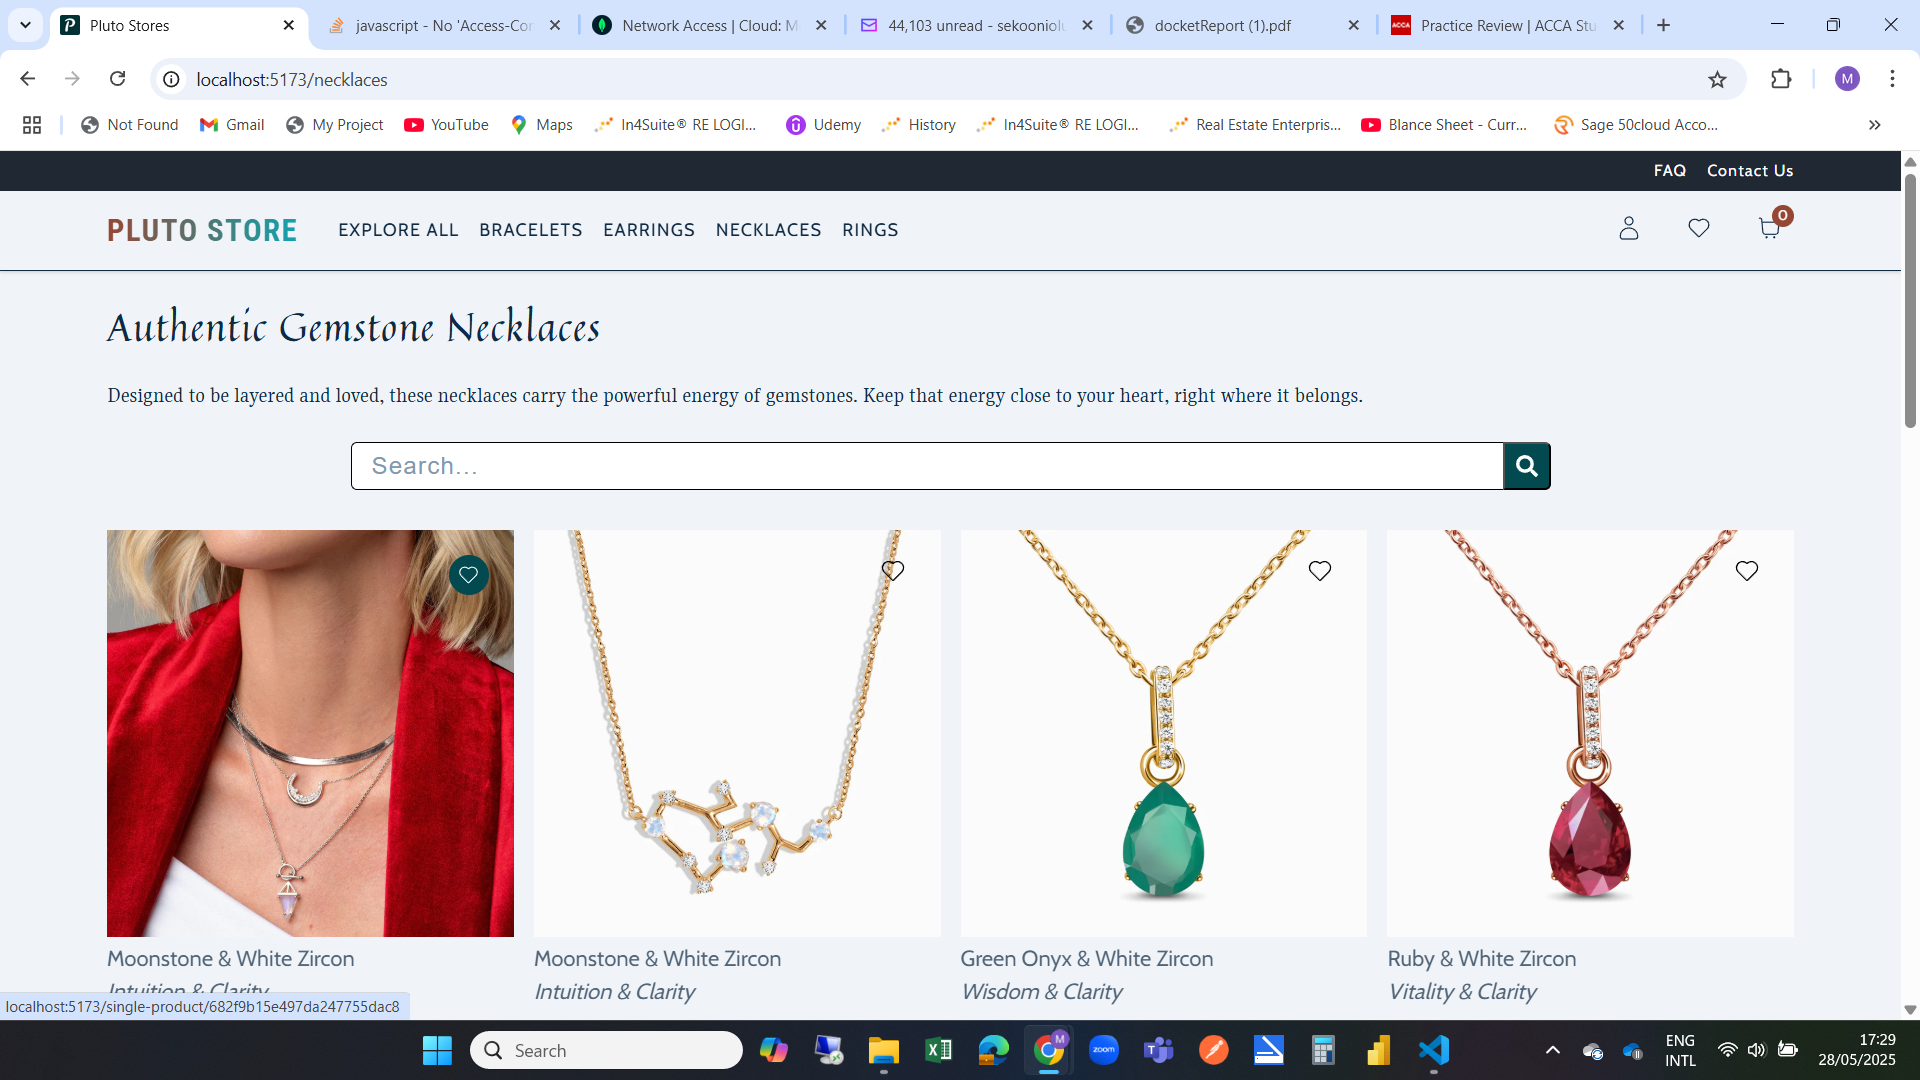 Pluto Stores
javascript - No 'Access-Con
Network Access | Cloud: M
44,103 unread - sekooniolu
docketReport (1).pdf
ACCA
Practice Review | ACCA Stu
localhost:5173/necklaces
M
Not Found
Gmail
My Project
YouTube
Maps
In4Suite® RE LOGI...
Udemy
History
In4Suite® RE LOGI...
Real Estate Enterpris...
Blance Sheet - Curr...
Sage 50cloud Acco...
FAQ
Contact Us
PLUTO STORE
EXPLORE ALL
BRACELETS
EARRINGS
NECKLACES
RINGS
0
Authentic Gemstone Necklaces
Designed to be layered and loved, these necklaces carry the powerful energy of gemstones. Keep that energy close to your heart, right where it belongs.
Search...
Moonstone & White Zircon
Intuition & Clarity
Moonstone & White Zircon
Intuition & Clarity
Green Onyx & White Zircon
Wisdom & Clarity
Ruby & White Zircon
Vitality & Clarity
localhost:5173/single-product/682f9b15e497da247755dac8
Search
M
zoom
ENG
INTL
17:29
28/05/2025